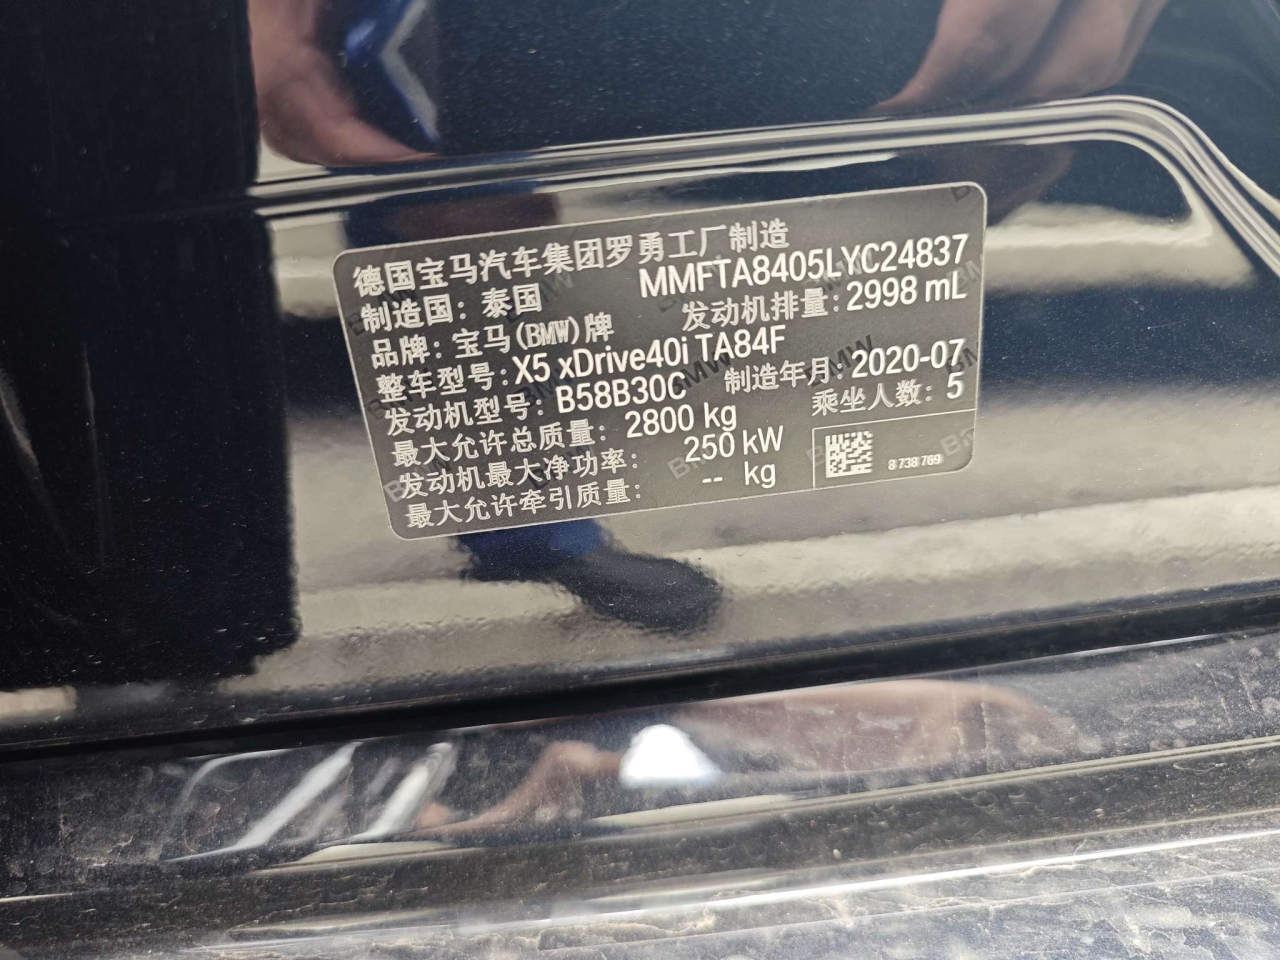 德国宝马汽车集团罗勇工厂制造
制造国：泰国 MMFTA8405LYC24837
品牌：宝马(BMW)牌 发动机排量：2998 mL
整车型号：X5 xDrive40i TA84F
发动机型号：B58B30C 制造年月：2020-07
最大允许总质量：2800 kg 乘坐人数：5
发动机最大净功率：250 kW
最大允许牵引质量：-- kg
8 738 769